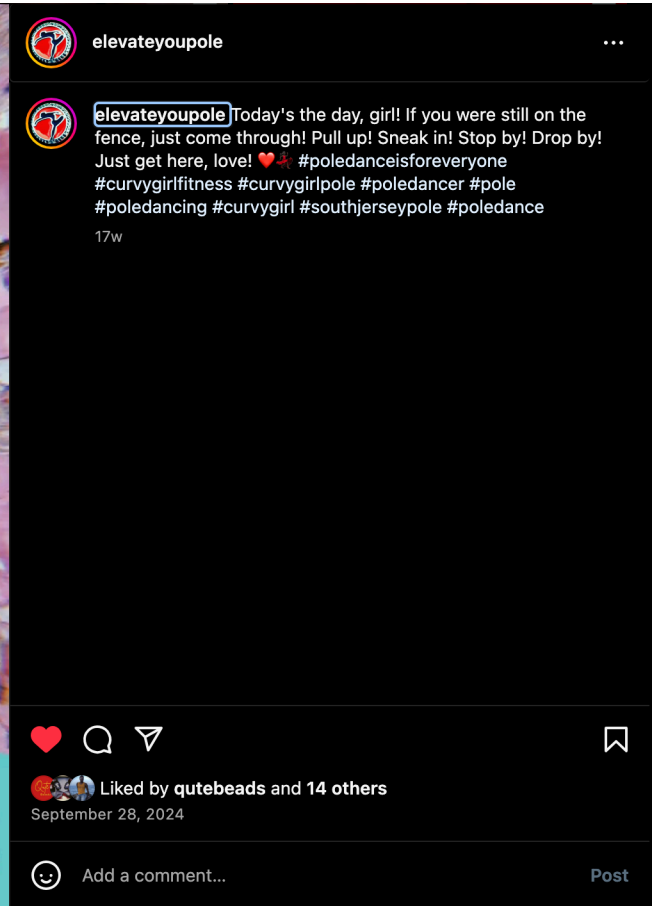 elevateyoupole
elevateyoupole Today's the day, girl! If you were still on the
fence, just come through! Pull up! Sneak in! Stop by! Drop by!
Just get here, love! ❤️💃 #poledanceisforeveryone
#curvygirlfitness #curvygirlpole #poledancer #pole
#poledancing #curvygirl #southjerseypole #poledance
17w
Liked by qutebeads and 14 others
September 28, 2024
Add a comment...
Post